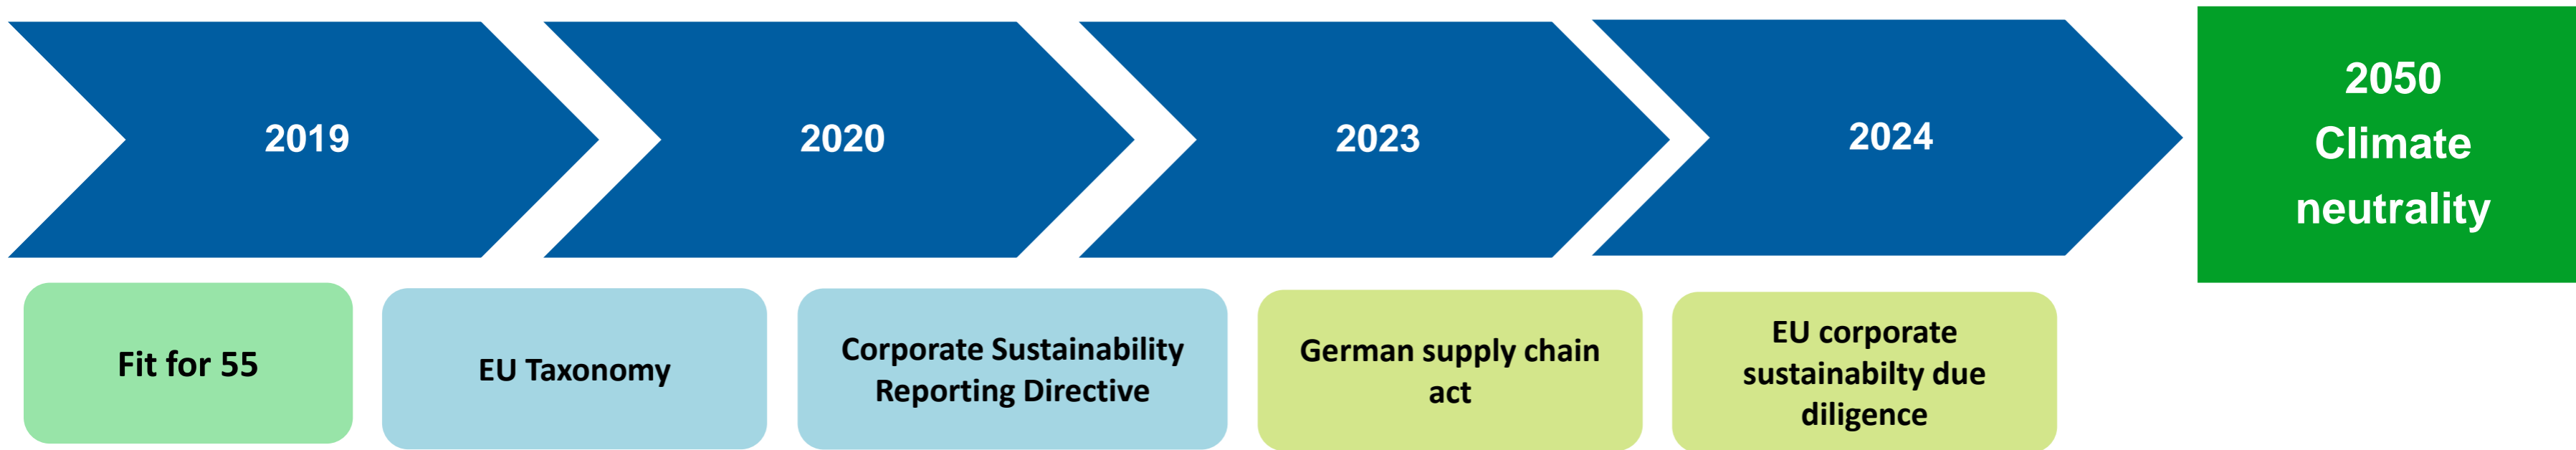 2019
2020
2023
2024
2050
Climate
neutrality
Fit for 55
EU Taxonomy
Corporate Sustainability
Reporting Directive
German supply chain
act
EU corporate
sustainabilty due
diligence